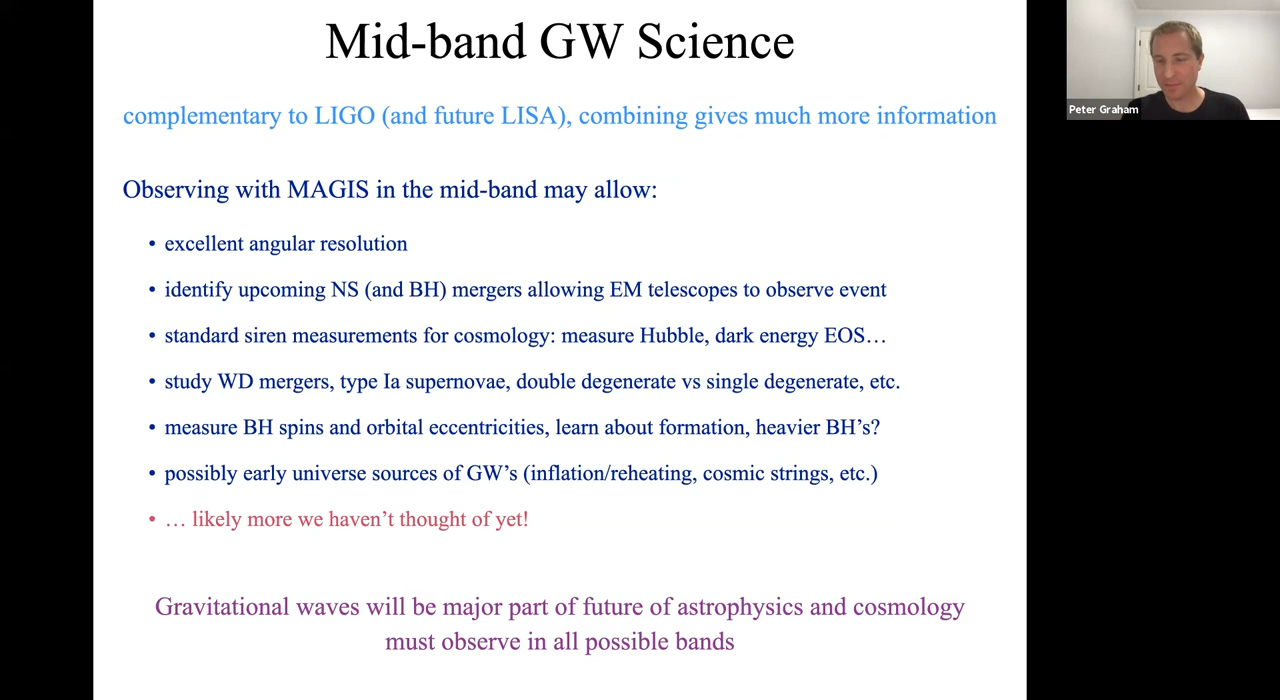 Mid-band GW Science
complementary to LIGO (and future LISA), combining gives much more information
Observing with MAGIS in the mid-band may allow:
• excellent angular resolution
• identify upcoming NS (and BH) mergers allowing EM telescopes to observe event
• standard siren measurements for cosmology: measure Hubble, dark energy EOS…
• study WD mergers, type Ia supernovae, double degenerate vs single degenerate, etc.
• measure BH spins and orbital eccentricities, learn about formation, heavier BH’s?
• possibly early universe sources of GW’s (inflation/reheating, cosmic strings, etc.)
• … likely more we haven’t thought of yet!
Gravitational waves will be major part of future of astrophysics and cosmology
must observe in all possible bands
Peter Graham